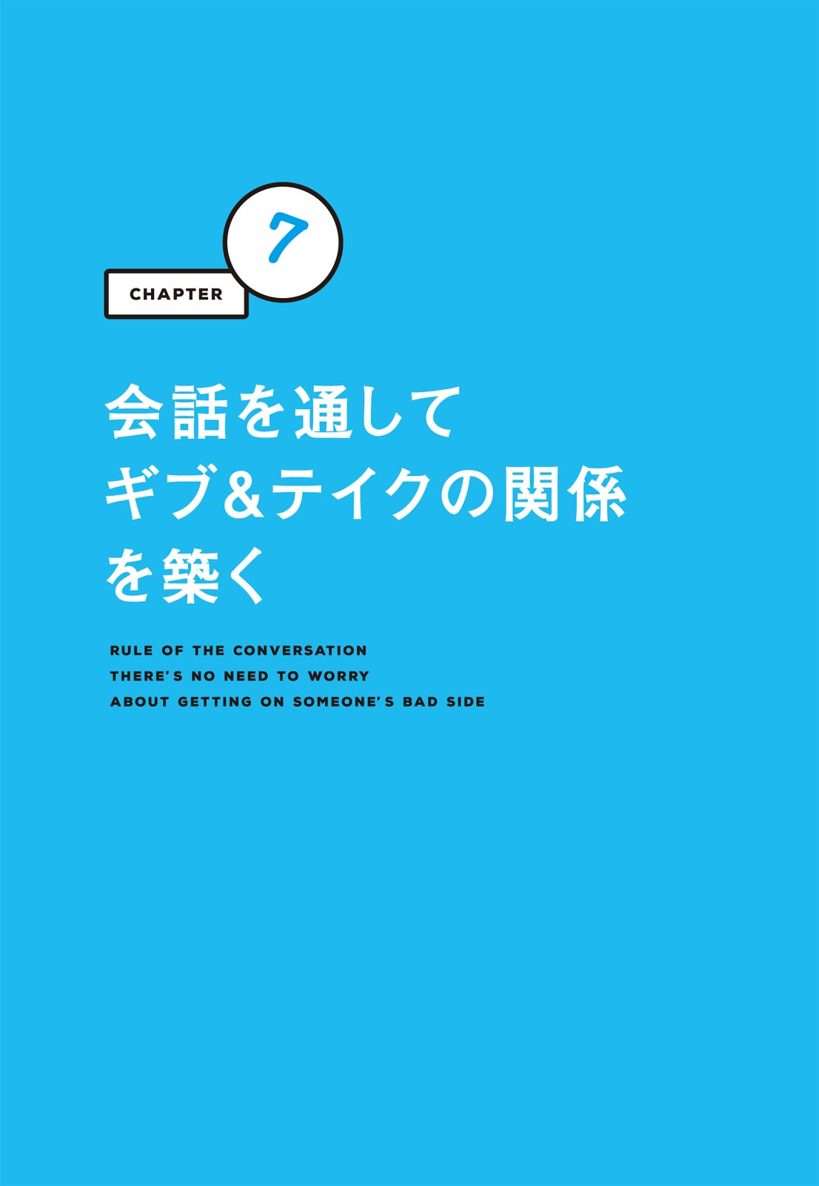 CHAPTER
7
会話を通して
ギブ&テイクの関係
を築く
RULE OF THE CONVERSATION
THERE'S NO NEED TO WORRY
ABOUT GETTING ON SOMEONE'S BAD SIDE